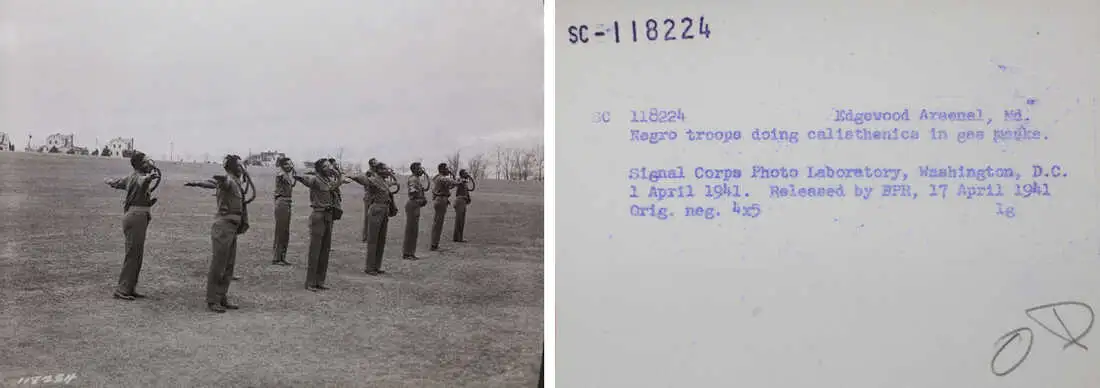 118224
SC-118224
SC 118224 Edgewood Arsenal, Md.
Negro troops doing calisthenics in gas masks.
Signal Corps Photo Laboratory, Washington, D.C.
1 April 1941. Released by BPR, 17 April 1941
Orig. neg. 4x5 lg
OD